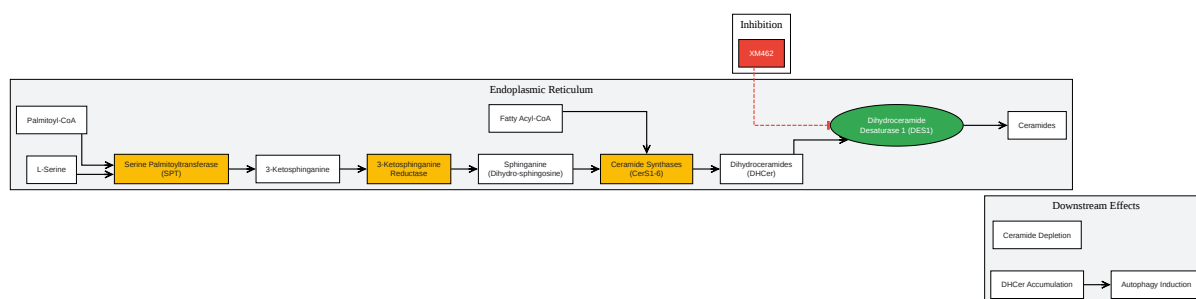 Inhibition
XM462
Endoplasmic Reticulum
Palmitoyl-CoA
Fatty Acyl-CoA
Dihydroceramide
Desaturase 1 (DES1)
Ceramides
L-Serine
Serine Palmitoyltransferase
(SPT)
3-Ketosphinganine
3-Ketosphinganine
Reductase
Sphinganine
(Dihydro-sphingosine)
Ceramide Synthases
(CerS1-6)
Dihydroceramides
(DHCer)
Downstream Effects
Ceramide Depletion
DHCer Accumulation
Autophagy Induction